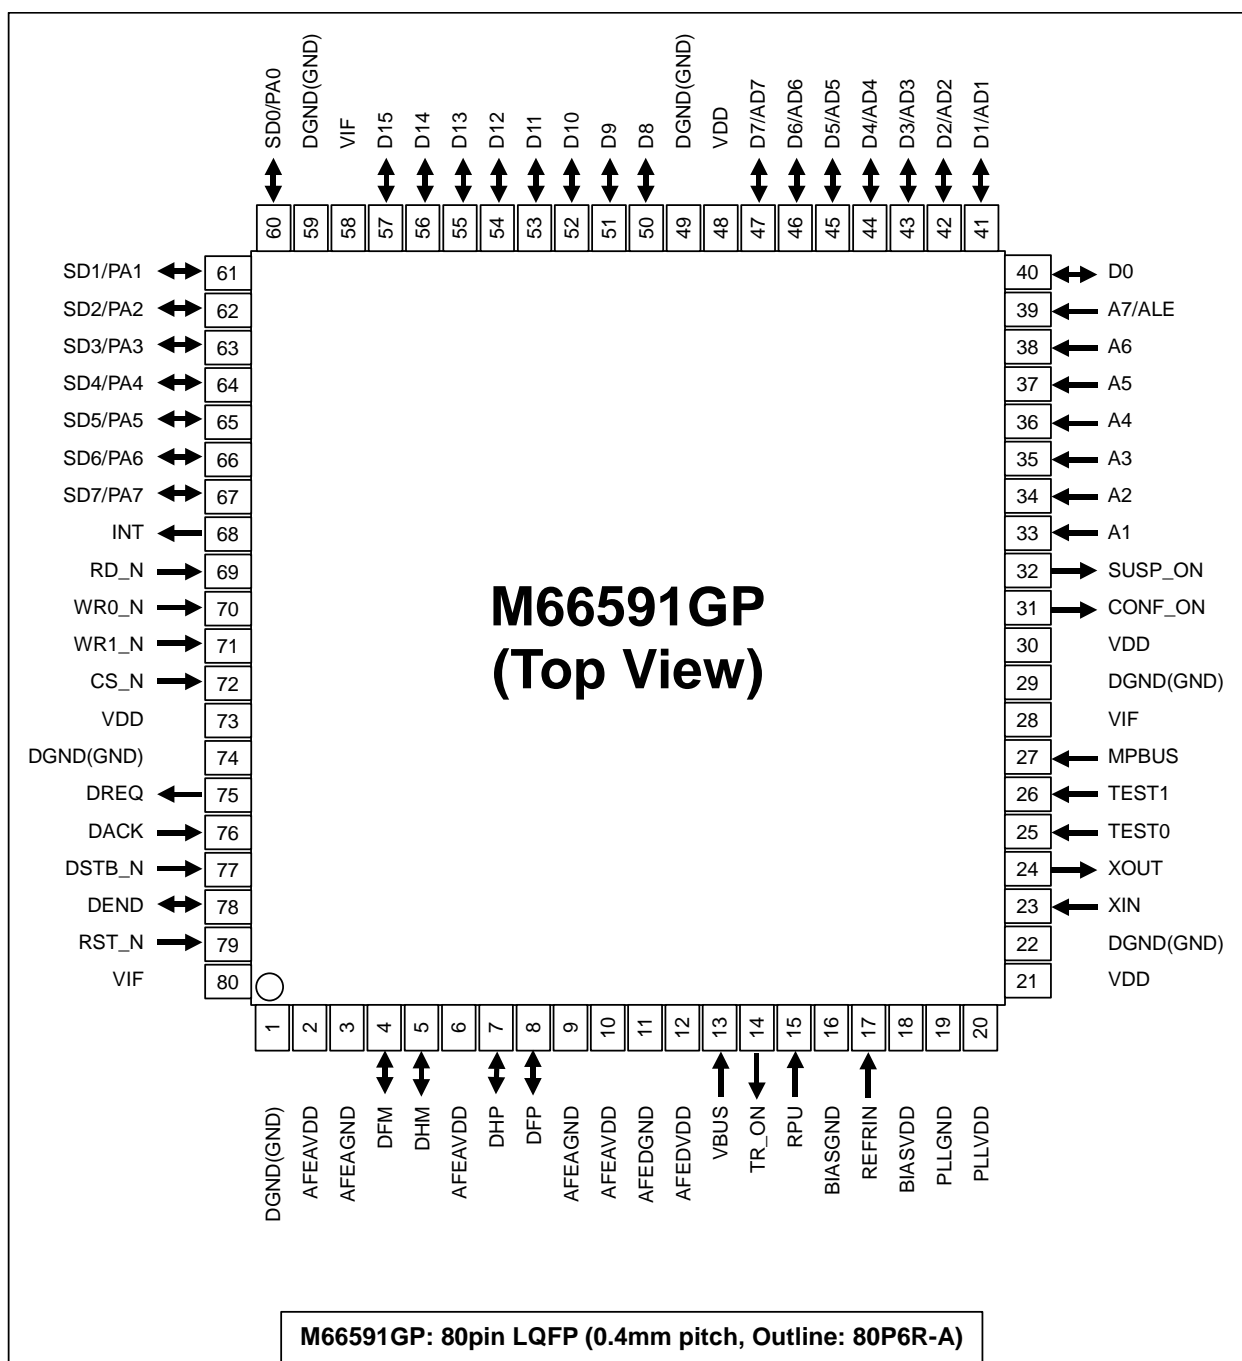 SD0/PA0
DGND(GND)
VIF
D15
D14
D13
D12
D11
D10
D9
D8
DGND(GND)
VDD
D7/AD7
D6/AD6
D5/AD5
D4/AD4
D3/AD3
D2/AD2
D1/AD1
60 59 58 57 56 55 54 53 52 51 50 49 48 47 46 45 44 43 42 41
SD1/PA1 61
SD2/PA2 62
SD3/PA3 63
SD4/PA4 64
SD5/PA5 65
SD6/PA6 66
SD7/PA7 67
INT 68
RD_N 69
WR0_N 70
WR1_N 71
CS_N 72
VDD 73
DGND(GND) 74
DREQ 75
DACK 76
DSTB_N 77
DEND 78
RST_N 79
VIF 80
M66591GP
(Top View)
40 D0
39 A7/ALE
38 A6
37 A5
36 A4
35 A3
34 A2
33 A1
32 SUSP_ON
31 CONF_ON
30 VDD
29 DGND(GND)
28 VIF
27 MPBUS
26 TEST1
25 TEST0
24 XOUT
23 XIN
22 DGND(GND)
21 VDD
1 2 3 4 5 6 7 8 9 10 11 12 13 14 15 16 17 18 19 20
DGND(GND)
AFEAVDD
AFEAGND
DFM
DHM
AFEAVDD
DHP
DFP
AFEAGND
AFEAVDD
AFEDGND
AFEDVDD
VBUS
TR_ON
RPU
BIASGND
REFRIN
BIASVDD
PLLGND
PLLVDD
M66591GP: 80pin LQFP (0.4mm pitch, Outline: 80P6R-A)